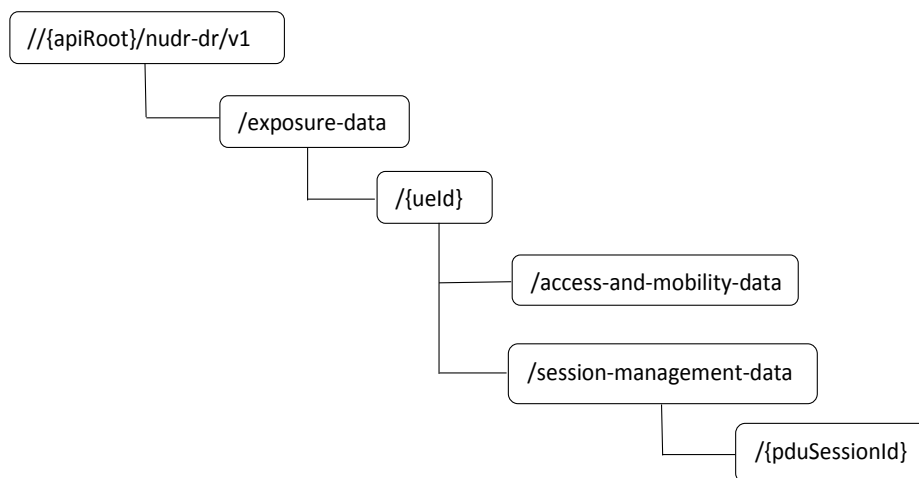 //{apiRoot}/nudr-dr/v1
/exposure-data
/{ueId}
/access-and-mobility-data
/session-management-data
/{pduSessionId}